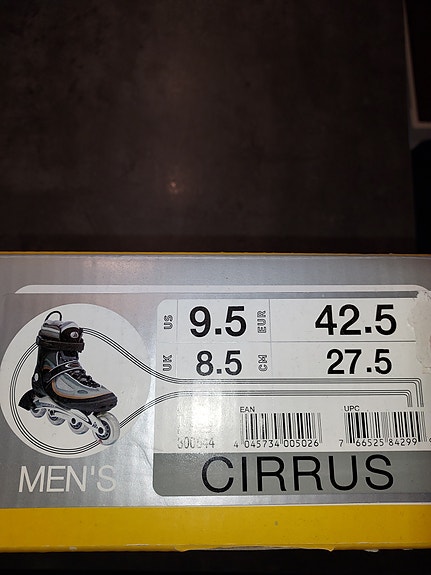 US 9.5 EUR 42.5
UK 8.5 CM 27.5
EAN UPC
4 045734 005026 7 66525 84299
MEN'S CIRRUS